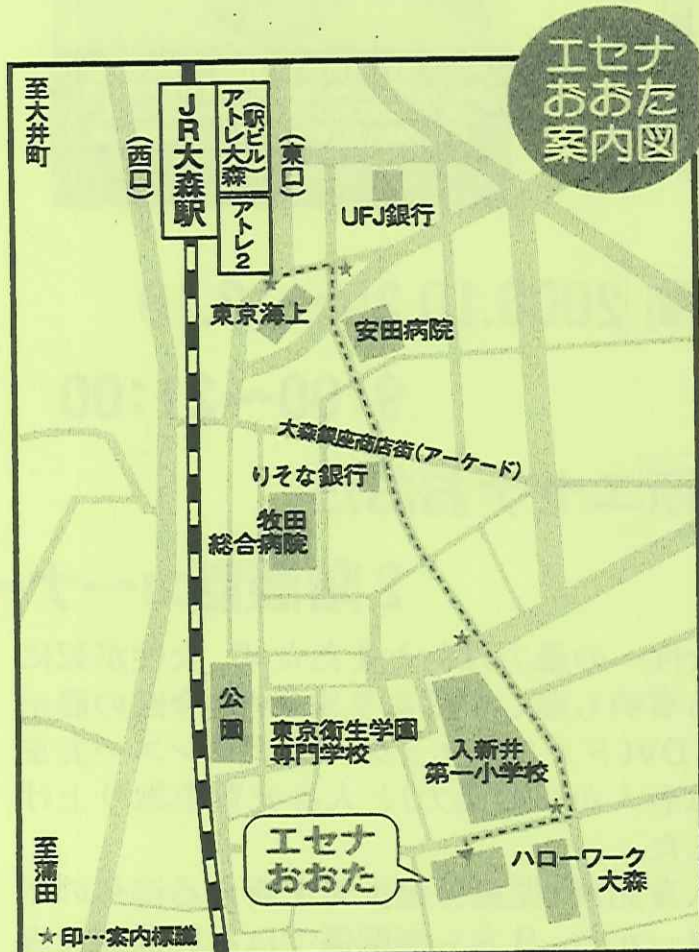 エセナ
おおた
案内図
至大井町
(西口)
JR大森駅
(駅ビル)
アトレ大森
アトレ2
(東口)
UFJ銀行
東京海上
安田病院
大森銀座商店街(アーケード)
りそな銀行
牧田
総合病院
公園
東京衛生学園
専門学校
入新井
第一小学校
エセナ
おおた
ハローワーク
大森
至蒲田
★印…案内標識